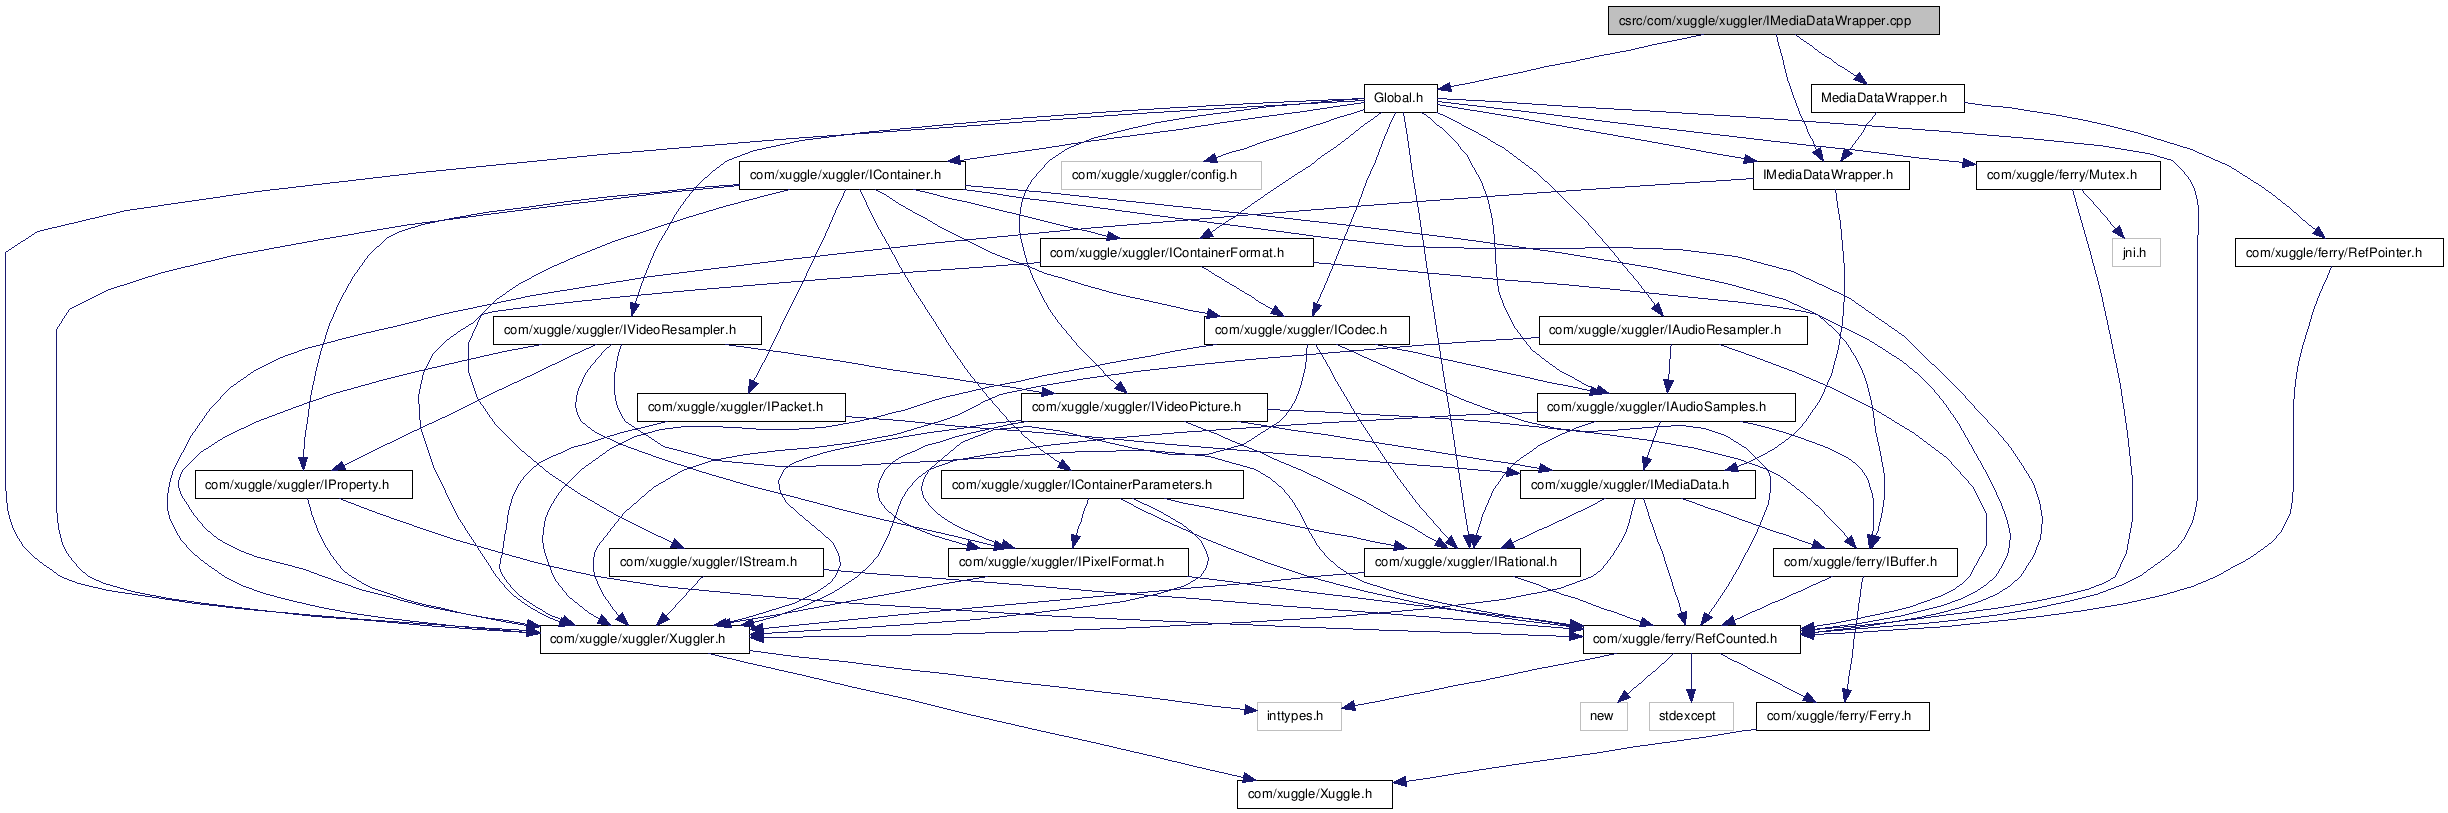 csrc/com/xuggle/xuggler/IMediaDataWrapper.cpp
Global.h
MediaDataWrapper.h
com/xuggle/xuggler/IContainer.h
com/xuggle/xuggler/config.h
IMediaDataWrapper.h
com/xuggle/ferry/Mutex.h
com/xuggle/xuggler/IContainerFormat.h
jni.h
com/xuggle/ferry/RefPointer.h
com/xuggle/xuggler/IVideoResampler.h
com/xuggle/xuggler/ICodec.h
com/xuggle/xuggler/IAudioResampler.h
com/xuggle/xuggler/IPacket.h
com/xuggle/xuggler/IVideoPicture.h
com/xuggle/xuggler/IAudioSamples.h
com/xuggle/xuggler/IProperty.h
com/xuggle/xuggler/IContainerParameters.h
com/xuggle/xuggler/IMediaData.h
com/xuggle/xuggler/IStream.h
com/xuggle/xuggler/IPixelFormat.h
com/xuggle/xuggler/IRational.h
com/xuggle/ferry/IBuffer.h
com/xuggle/xuggler/Xuggler.h
com/xuggle/ferry/RefCounted.h
inttypes.h
new
stdexcept
com/xuggle/ferry/Ferry.h
com/xuggle/Xuggle.h